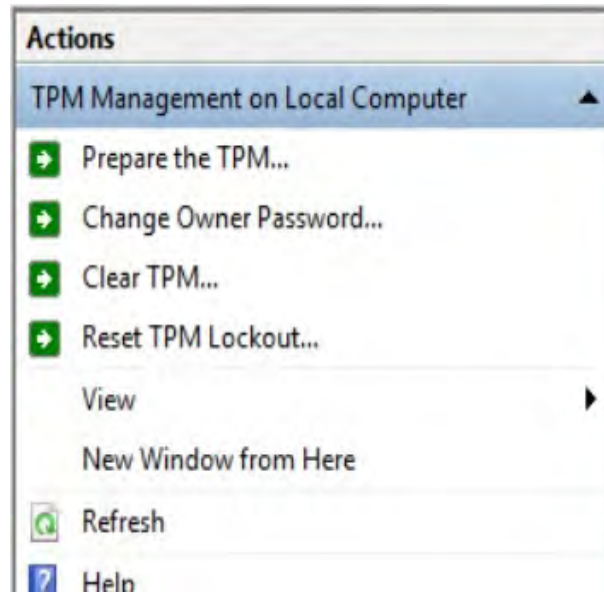 Actions
TPM Management on Local Computer
Prepare the TPM...
Change Owner Password...
Clear TPM...
Reset TPM Lockout...
View
New Window from Here
Refresh
Help